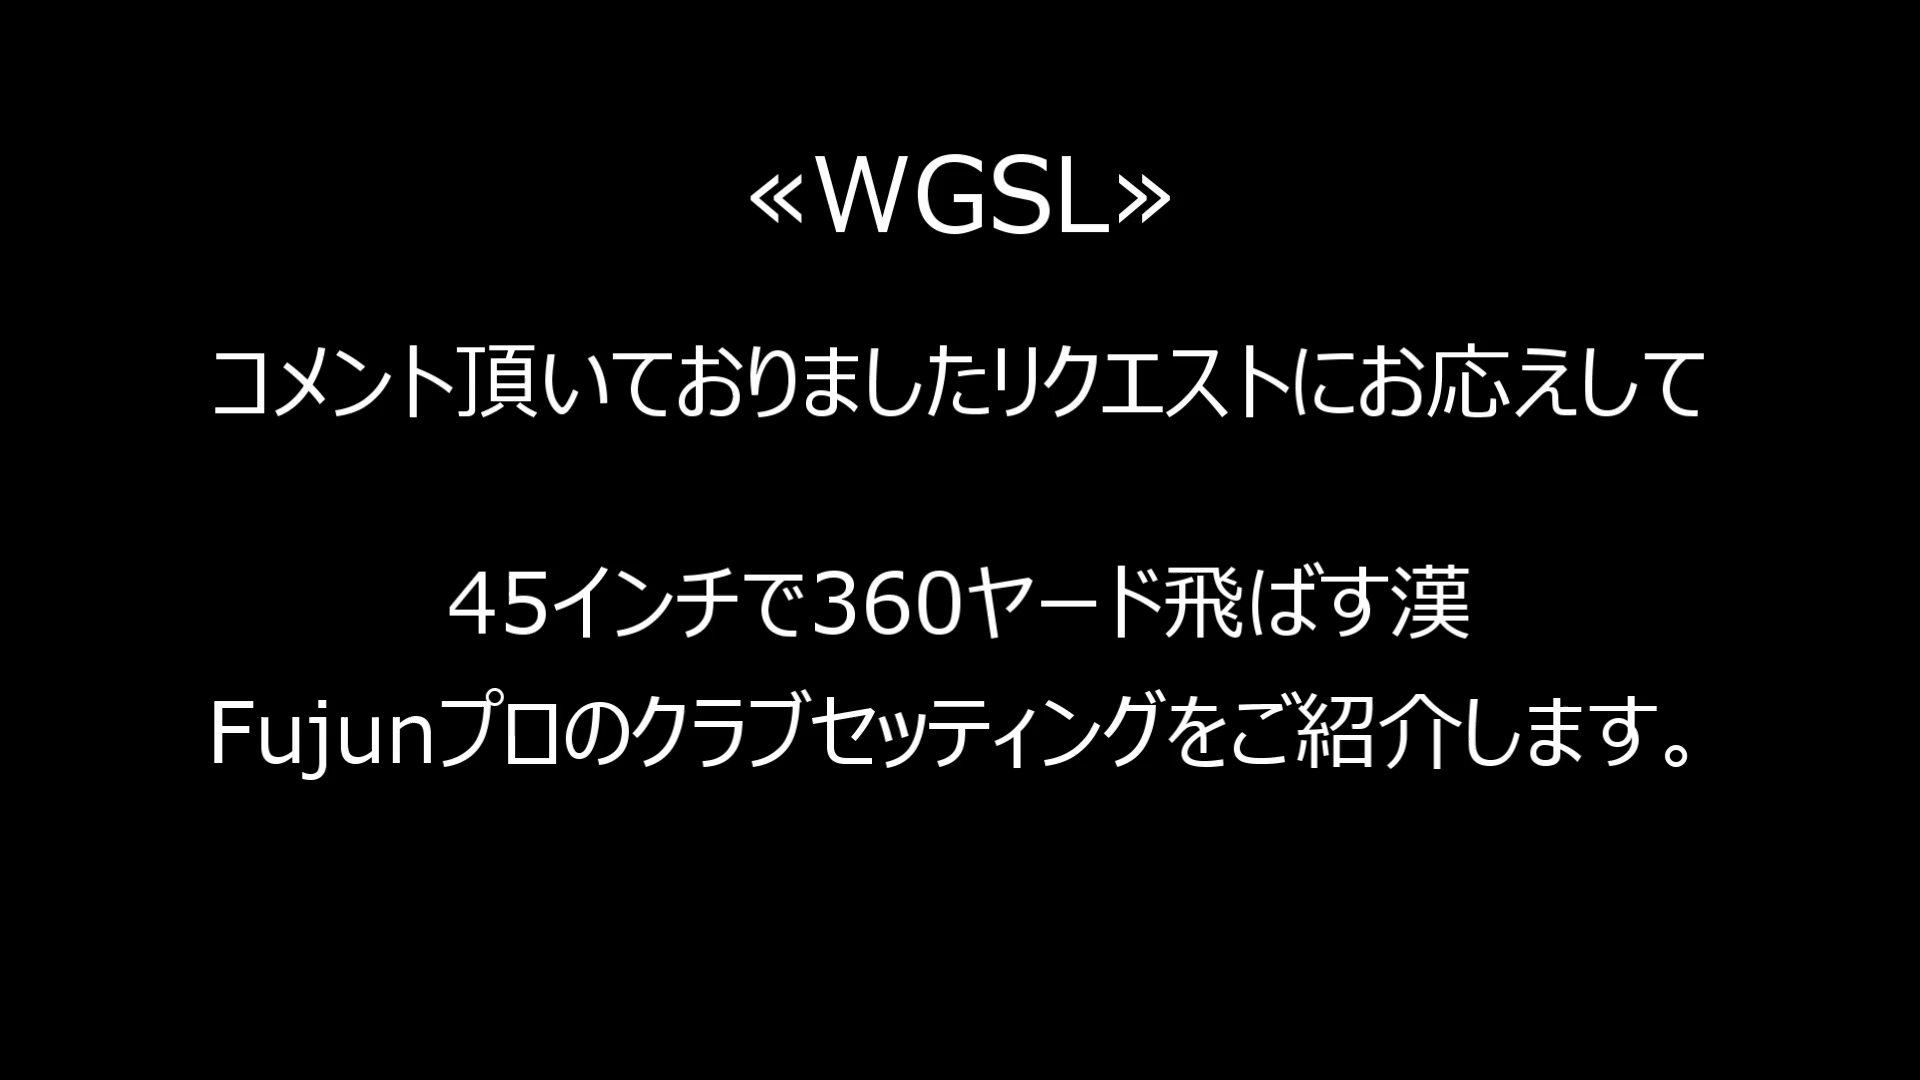 «WGSL»
コメント頂いておりましたリクエストにお応えして
45インチで360ヤード飛ばす漢
Fujunプロのクラブセッティングをご紹介します。